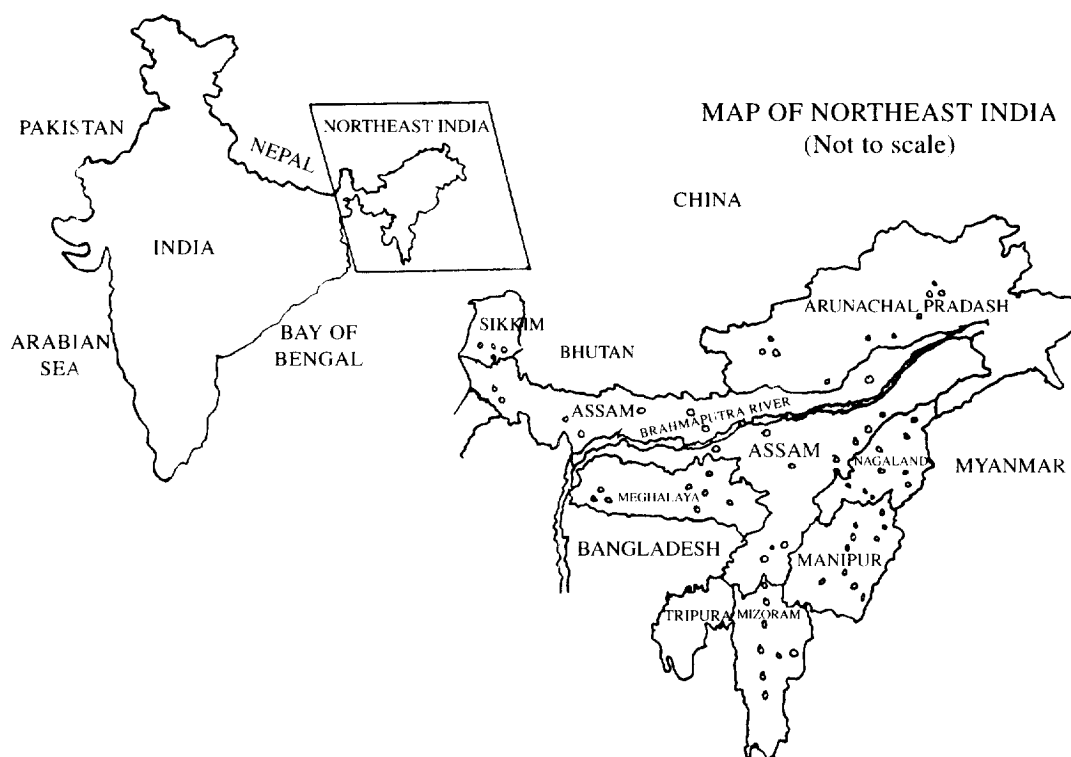 MAP OF NORTHEAST INDIA
(Not to scale)
PAKISTAN
NEPAL
NORTHEAST INDIA
INDIA
ARABIAN
SEA
BAY OF
BENGAL
CHINA
SIKKIM
BHUTAN
ARUNACHAL PRADASH
ASSAM
BRAHMAPUTRA RIVER
ASSAM
NAGALAND
MYANMAR
MEGHALAYA
BANGLADESH
MANIPUR
TRIPURA
MIZORAM